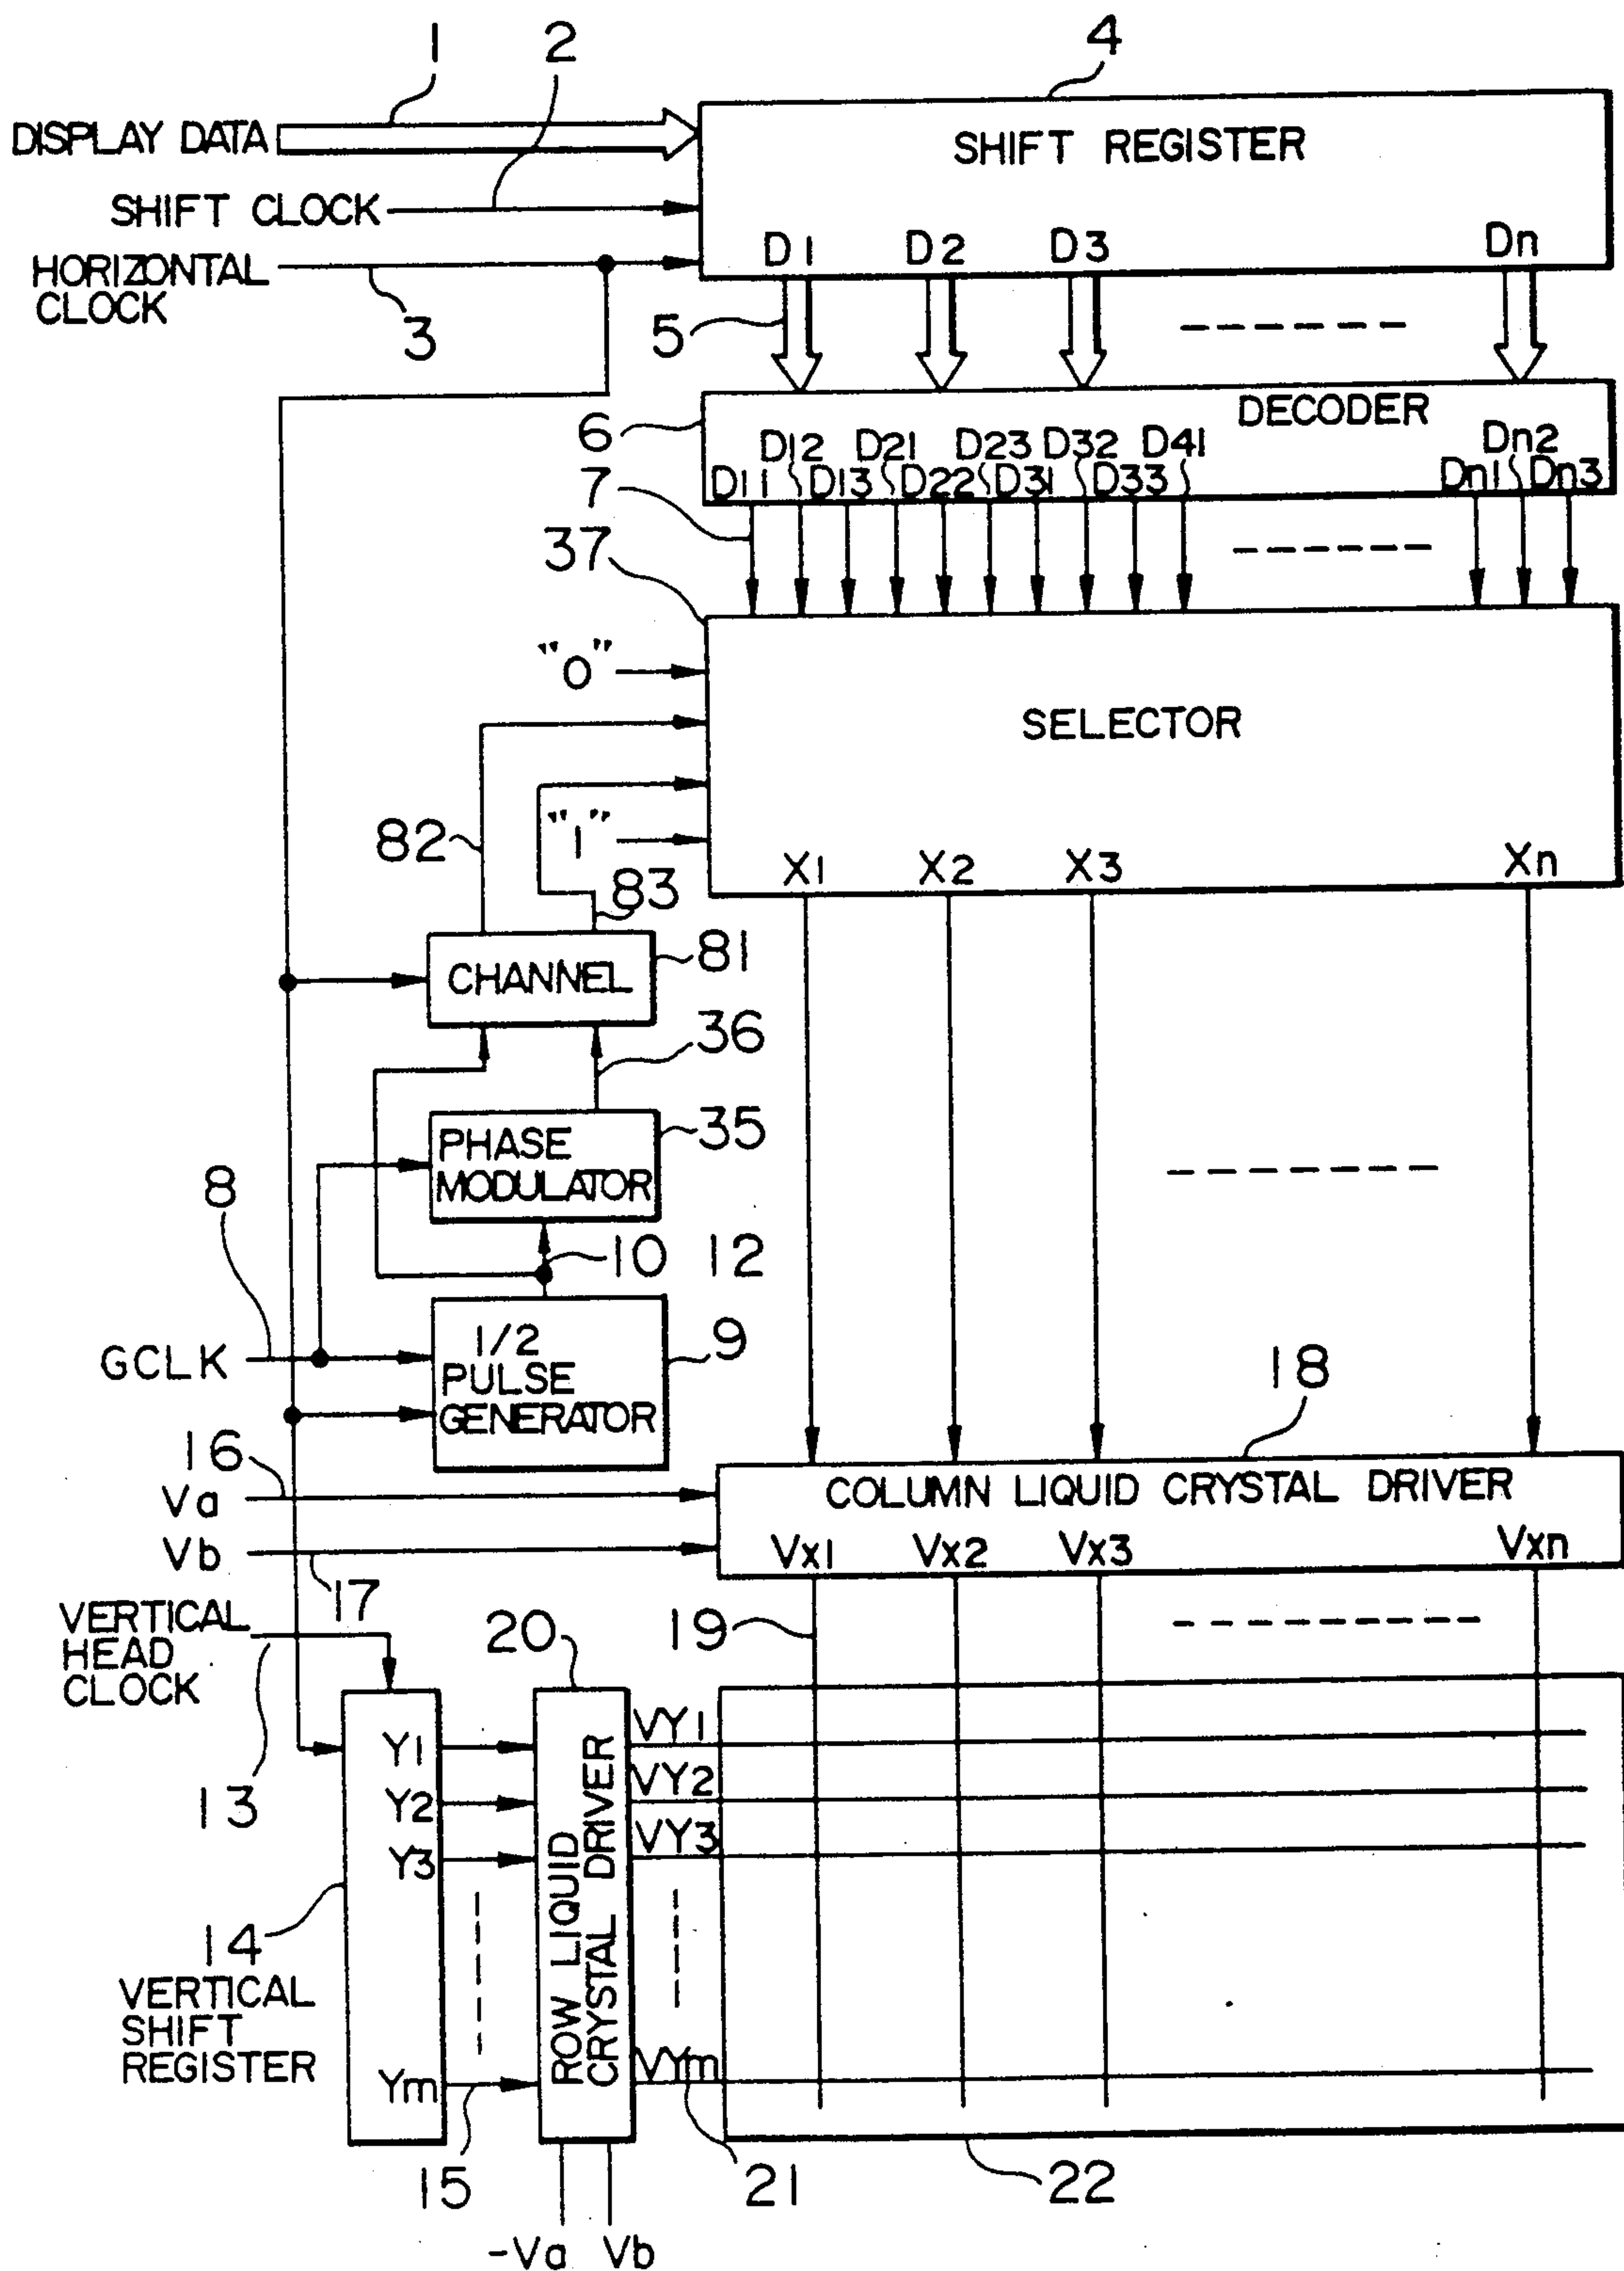 1
2
4
DISPLAY DATA
SHIFT REGISTER
SHIFT CLOCK
HORIZONTAL
CLOCK
3
D1 D2 D3 Dn
5
DECODER
6
D12 D21 D23 D32 D41 Dn2
D11 D13 D22 D31 D33 Dn1 Dn3
7
37
"0"
SELECTOR
82
"1"
83
X1 X2 X3 Xn
CHANNEL
81
36
PHASE
MODULATOR
35
8
10 12
GCLK
1/2
PULSE
GENERATOR
9
18
16
Va
COLUMN LIQUID CRYSTAL DRIVER
Vb
Vx1 Vx2 Vx3 Vxn
17
VERTICAL
HEAD
CLOCK
20
19
13
Y1
Y2
Y3
Ym
ROW LIQUID
CRYSTAL DRIVER
VY1
VY2
VY3
VYm
14
VERTICAL
SHIFT
REGISTER
15
21
22
-Va Vb